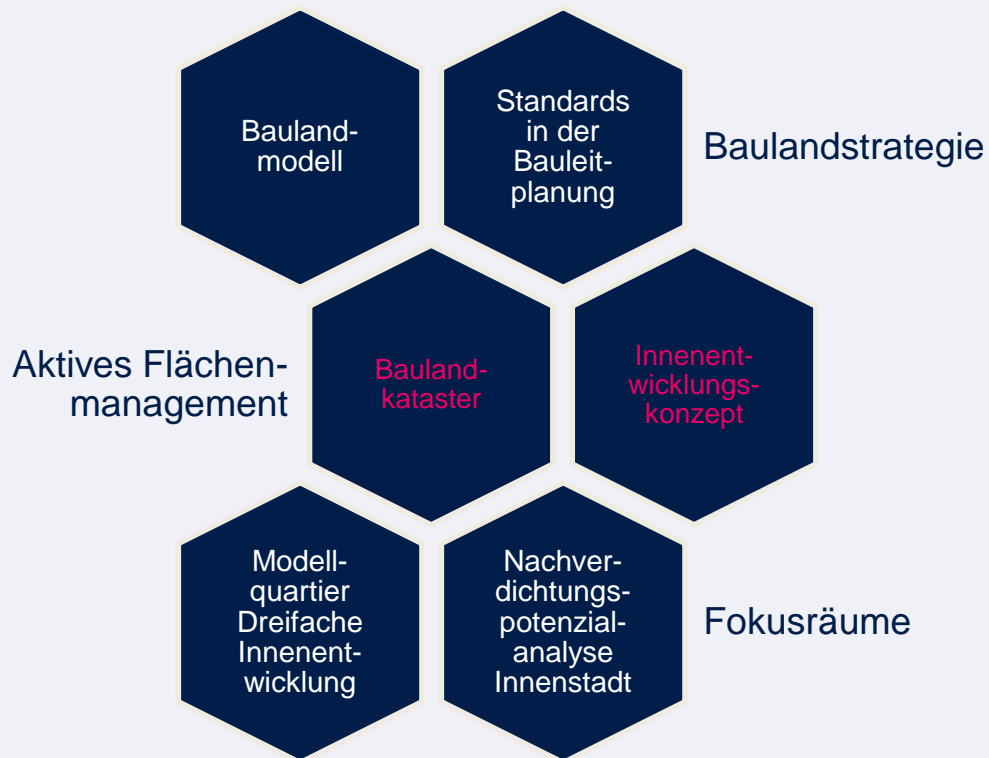 Bauland-
modell
Standards
in der
Bauleit-
planung
Baulandstrategie
Aktives Flächen-
management
Bauland-
kataster
Innenent-
wicklungs-
konzept
Modell-
quartier
Dreifache
Innenent-
wicklung
Nachver-
dichtungs-
potenzial-
analyse
Innenstadt
Fokusräume